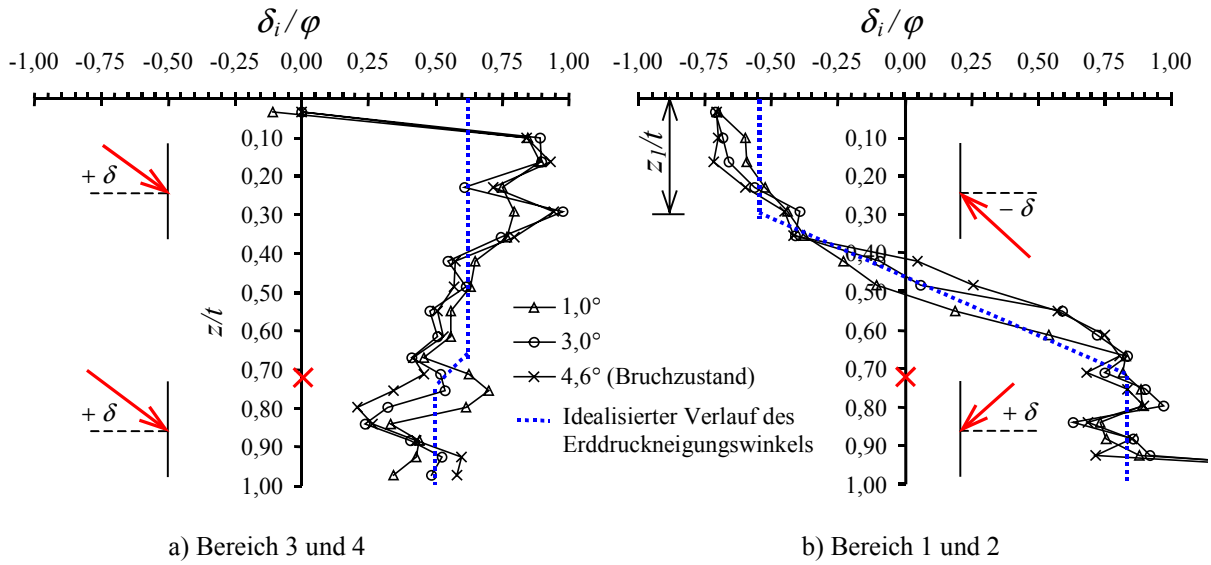 δi / φ
-1,00 -0,75 -0,50 -0,25 0,00 0,25 0,50 0,75 1,00
0,10
0,20
0,30
0,40
0,50
0,60
0,70
0,80
0,90
1,00
z/t
+ δ
+ δ
1,0°
3,0°
4,6° (Bruchzustand)
Idealisierter Verlauf des
Erddruckneigungswinkels
a) Bereich 3 und 4
δi / φ
-1,00 -0,75 -0,50 -0,25 0,00 0,25 0,50 0,75 1,00
0,10
0,20
0,30
0,40
0,50
0,60
0,70
0,80
0,90
1,00
z1/t
− δ
+ δ
b) Bereich 1 und 2